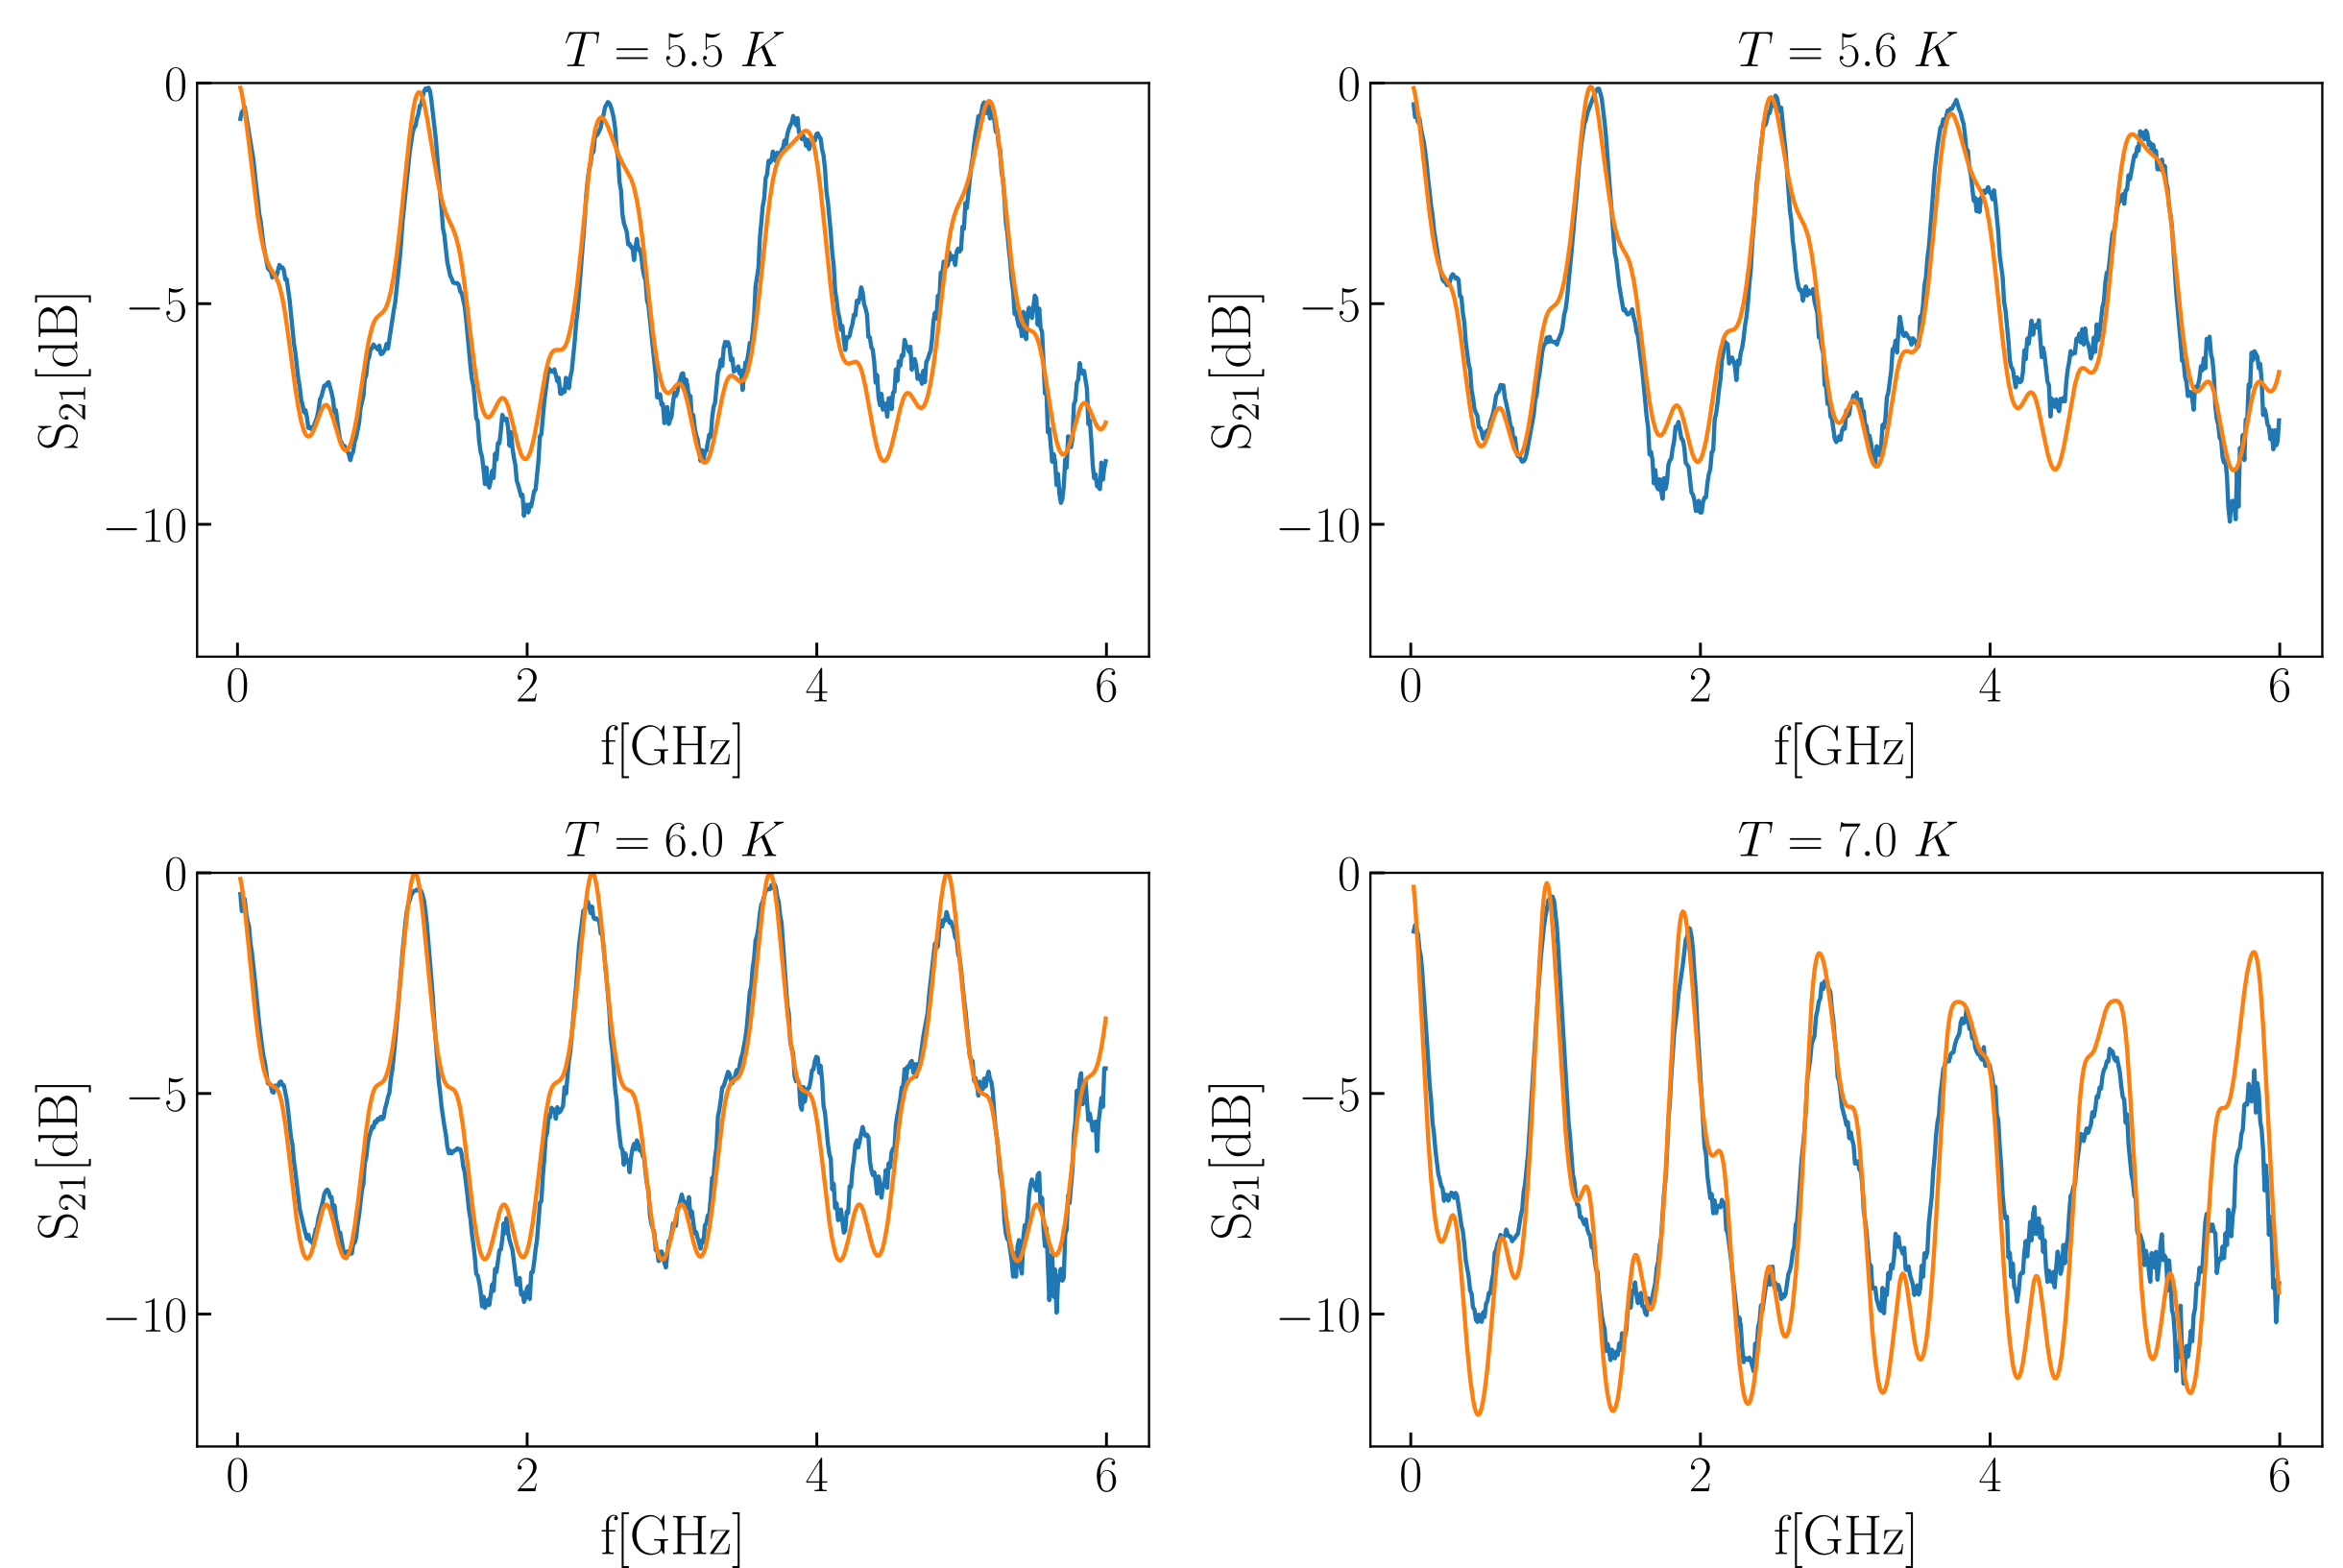 T = 5.5 K
0
−5
−10
S21[dB]
0 2 4 6
f[GHz]
T = 5.6 K
0
−5
−10
S21[dB]
0 2 4 6
f[GHz]
T = 6.0 K
0
−5
−10
S21[dB]
0 2 4 6
f[GHz]
T = 7.0 K
0
−5
−10
S21[dB]
0 2 4 6
f[GHz]